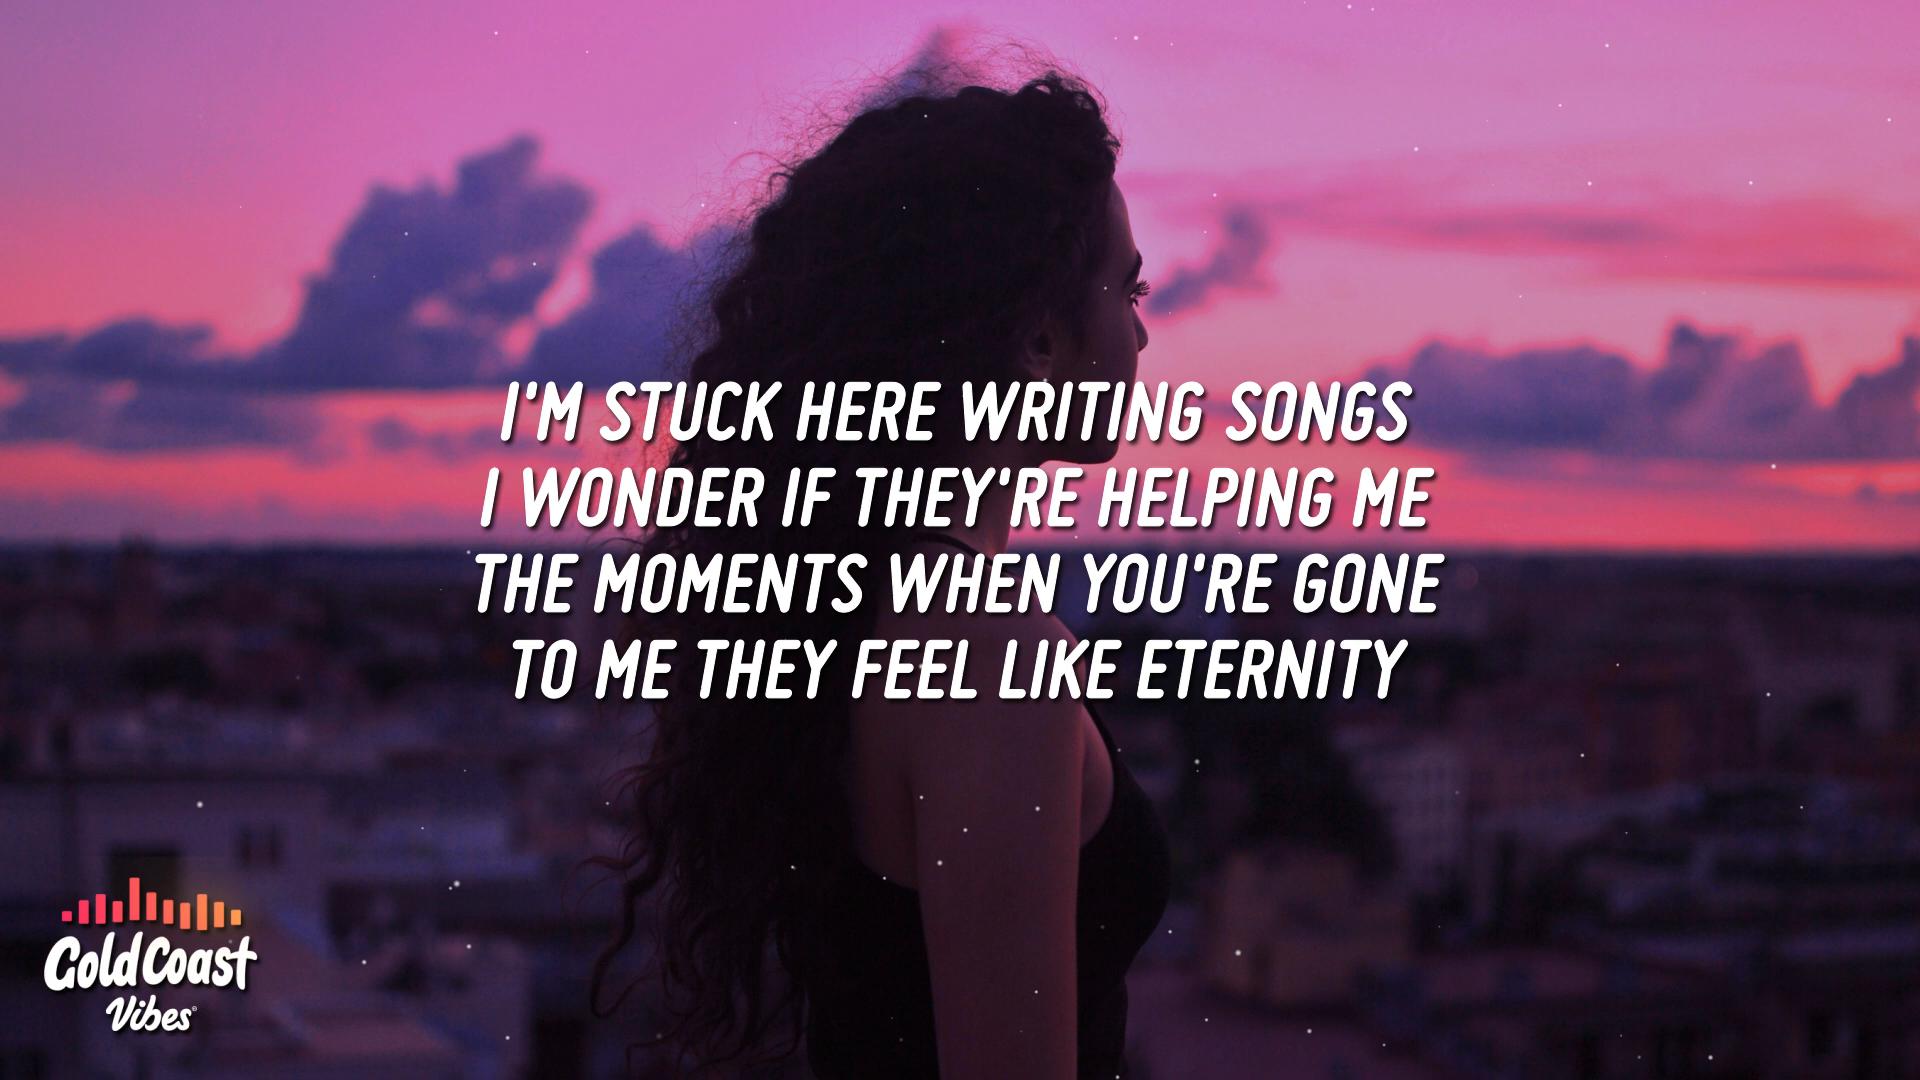 I'M STUCK HERE WRITING SONGS
I WONDER IF THEY'RE HELPING ME
THE MOMENTS WHEN YOU'RE GONE
TO ME THEY FEEL LIKE ETERNITY
Gold Coast
Vibes